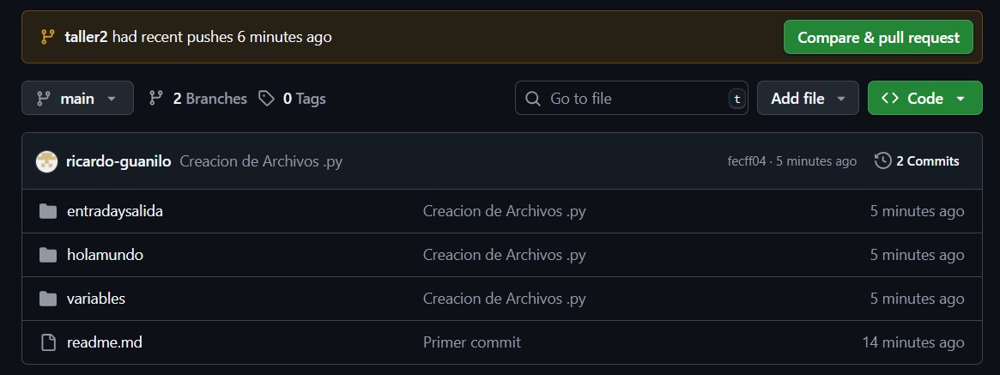 taller2 had recent pushes 6 minutes ago Compare & pull request
main 2 Branches 0 Tags Go to file t Add file Code
ricardo-guanilo Creacion de Archivos .py fecff04 · 5 minutes ago 2 Commits
entradaysalida Creacion de Archivos .py 5 minutes ago
holamundo Creacion de Archivos .py 5 minutes ago
variables Creacion de Archivos .py 5 minutes ago
readme.md Primer commit 14 minutes ago